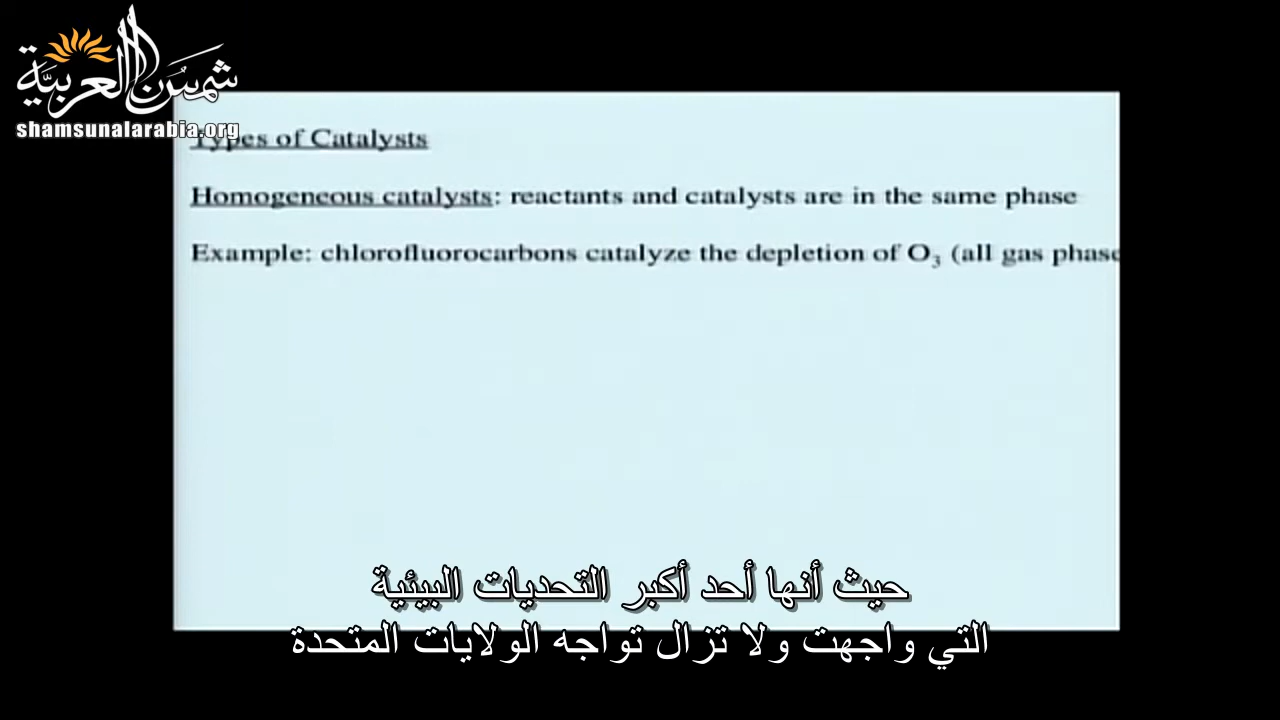 شمس العربية
shamsunalarabia.org
Types of Catalysts
Homogeneous catalysts: reactants and catalysts are in the same phase
Example: chlorofluorocarbons catalyze the depletion of O₃ (all gas phase
حيث أنها أحد أكبر التحديات البيئية
التي واجهت ولا تزال تواجه الولايات المتحدة